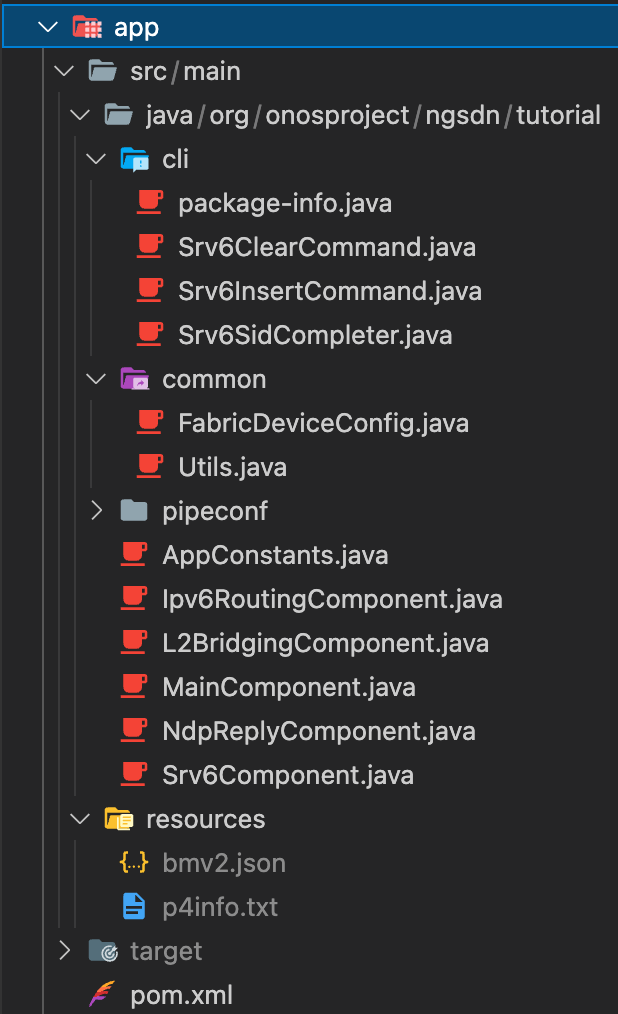 app
src/main
java/org/onosproject/ngsdn/tutorial
cli
package-info.java
Srv6ClearCommand.java
Srv6InsertCommand.java
Srv6SidCompleter.java
common
FabricDeviceConfig.java
Utils.java
pipeconf
AppConstants.java
Ipv6RoutingComponent.java
L2BridgingComponent.java
MainComponent.java
NdpReplyComponent.java
Srv6Component.java
resources
bmv2.json
p4info.txt
target
pom.xml